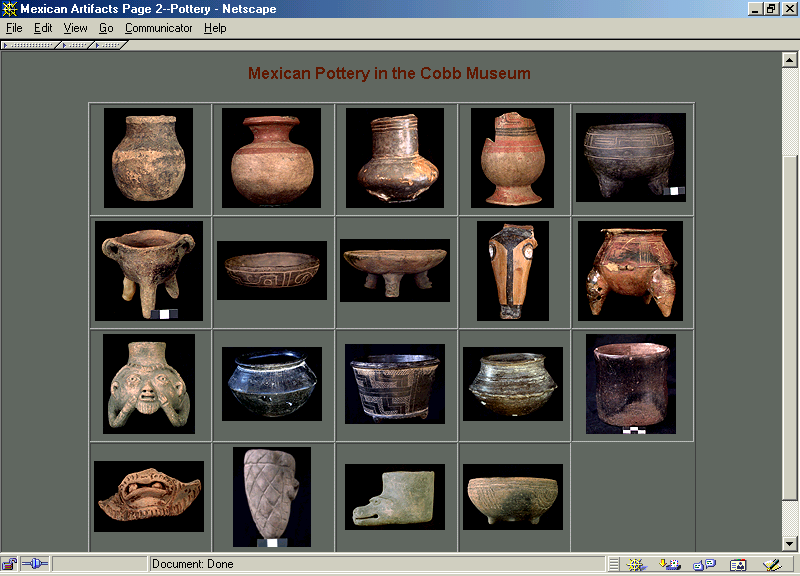 Mexican Artifacts Page 2--Pottery - Netscape
File Edit View Go Communicator Help
Mexican Pottery in the Cobb Museum
Document: Done